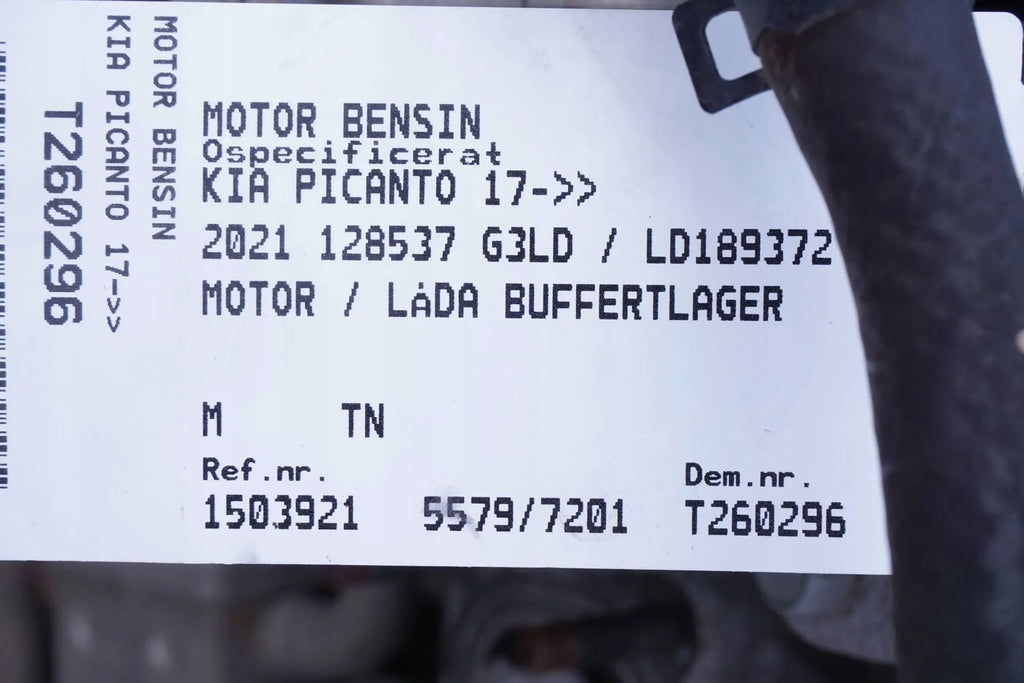 MOTOR BENSIN
KIA PICANTO 17->>
T260296
MOTOR BENSIN
Ospecificerat
KIA PICANTO 17->>
2021 128537 G3LD / LD189372
MOTOR / LÅDA BUFFERTLAGER
M TN
Ref.nr. Dem.nr.
1503921 5579/7201 T260296